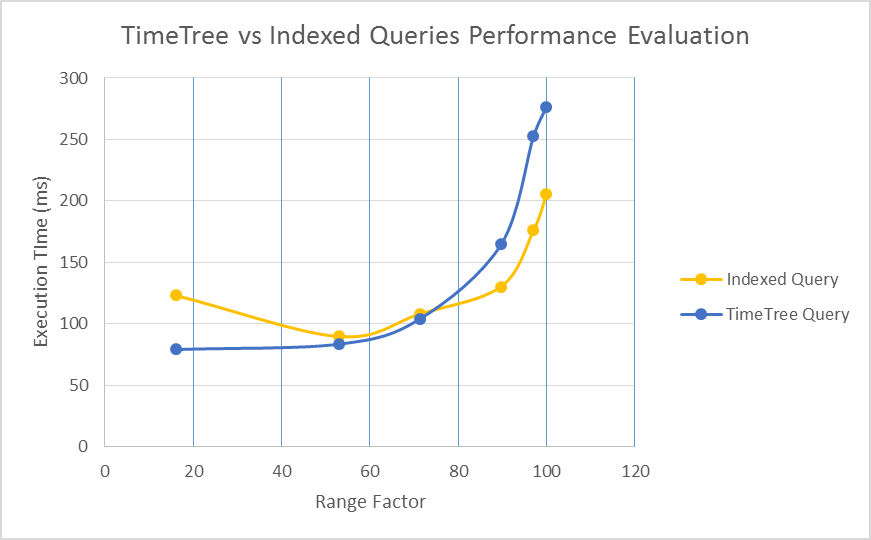 TimeTree vs Indexed Queries Performance Evaluation
300
250
200
150
100
50
0
Execution TIme (ms)
0 20 40 60 80 100 120
Range Factor
Indexed Query
TimeTree Query